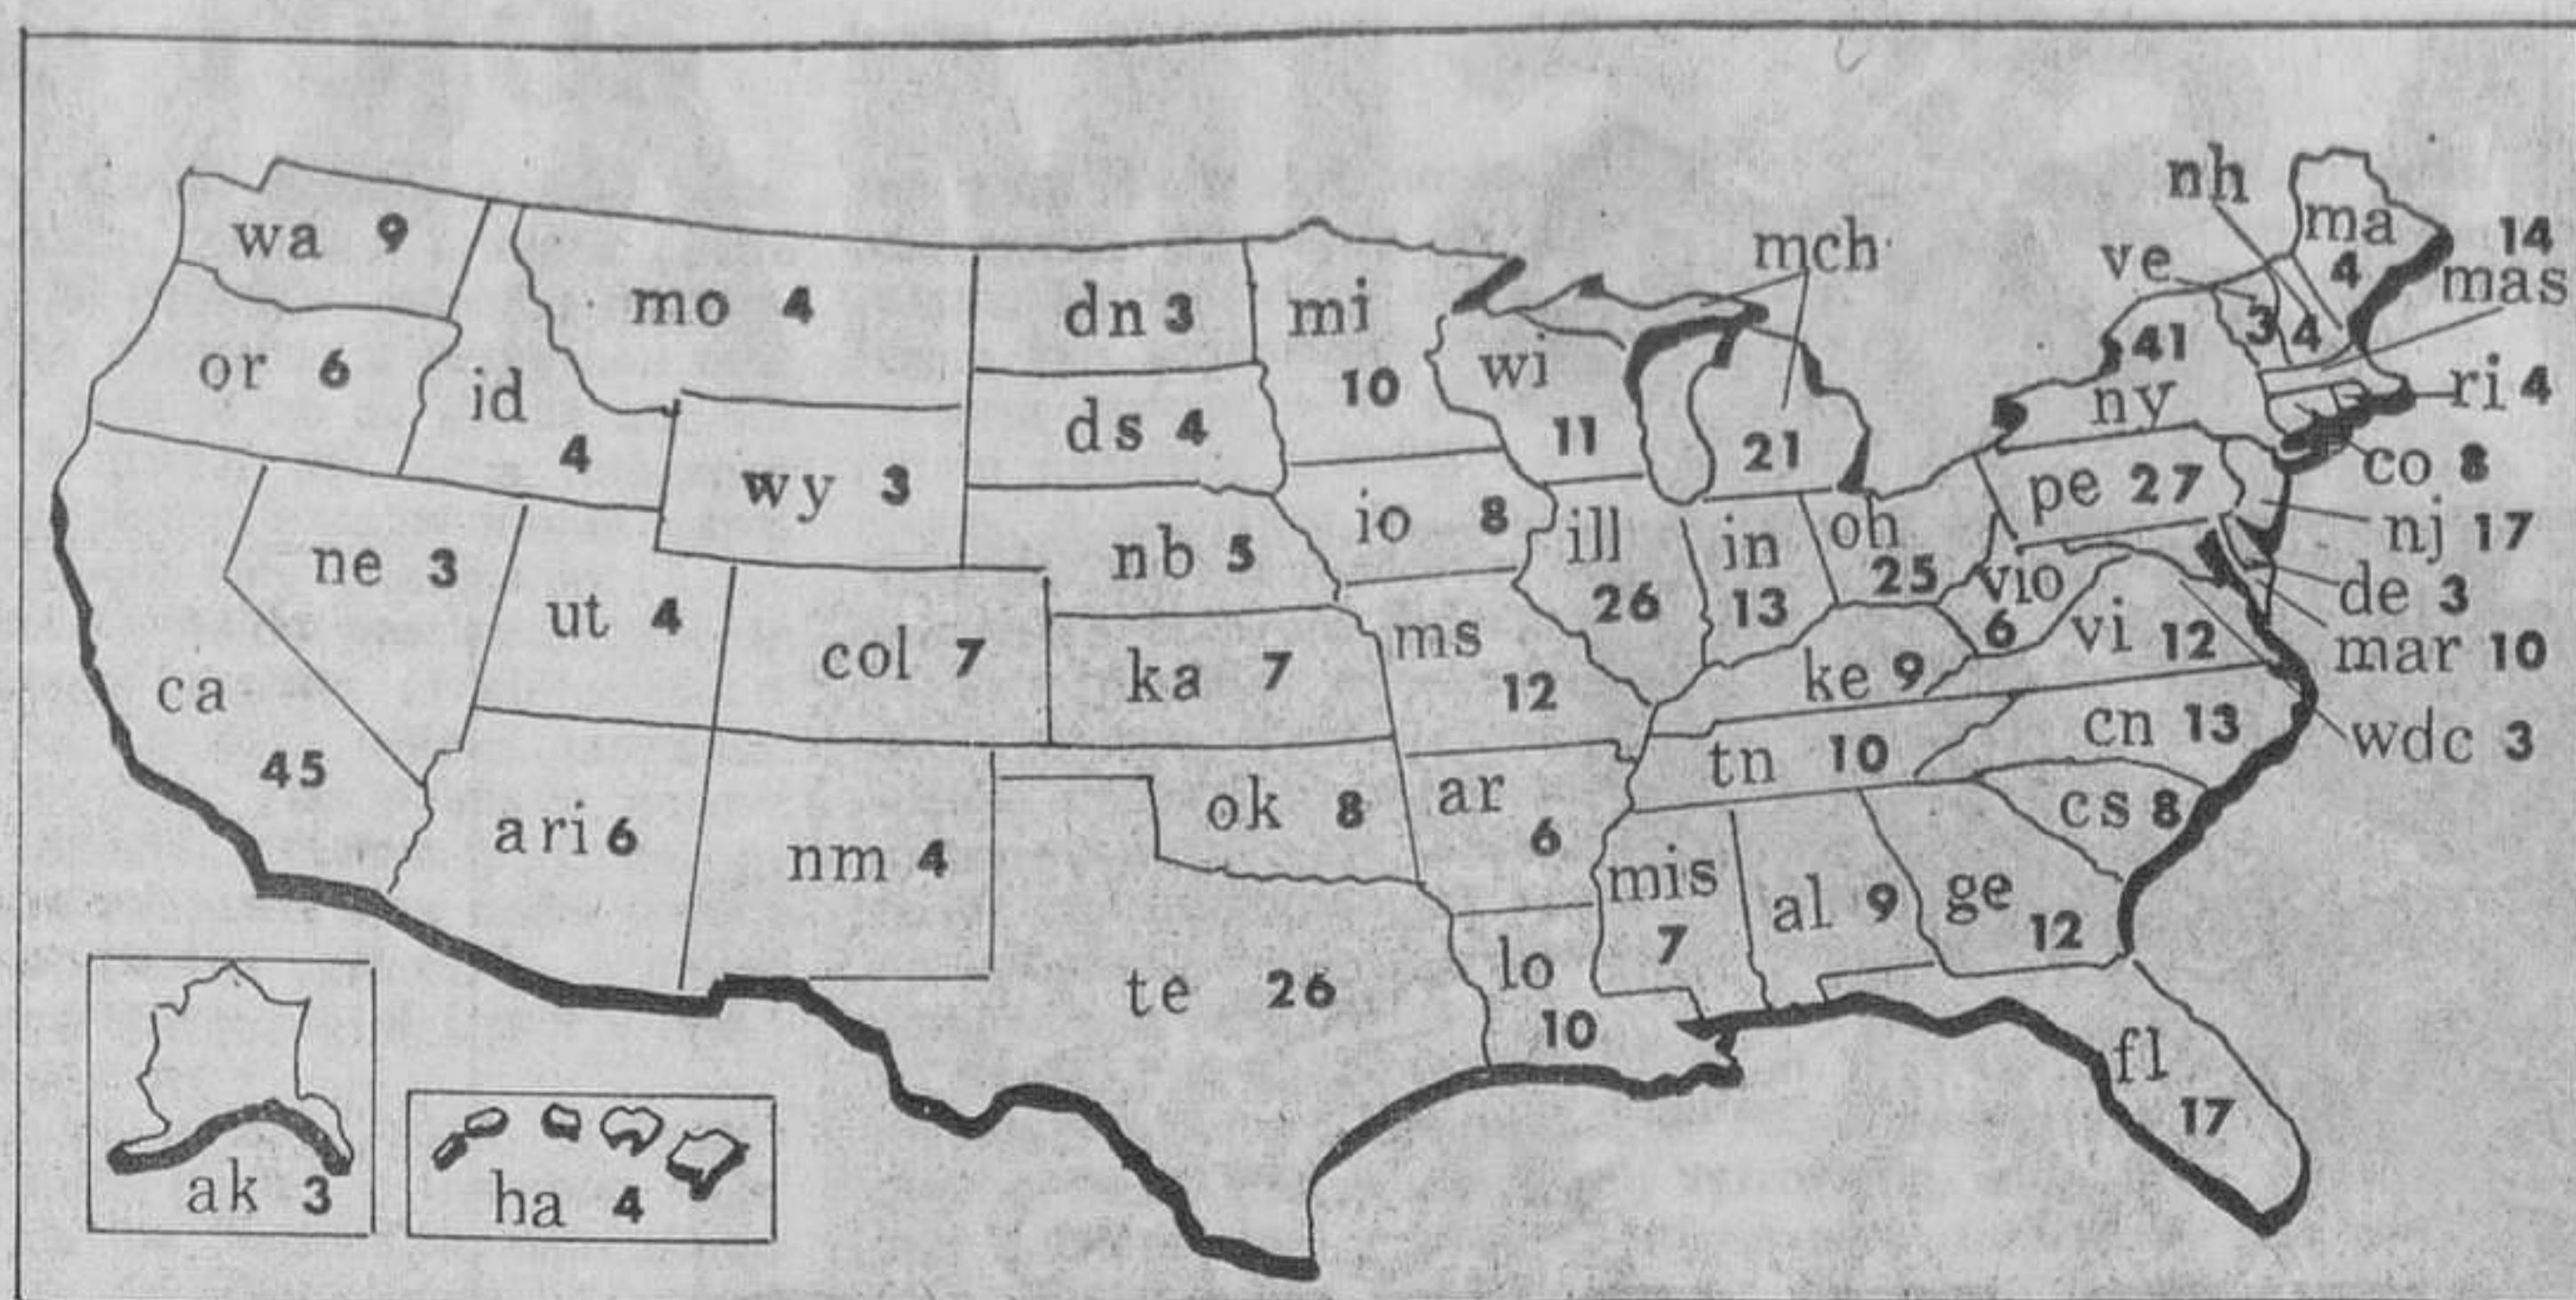 nh
ma
4
14
mas
ve
3
4
wa 9
mch
mo 4
dn 3
mi
10
41
ny
or 6
id
4
wi
11
ri 4
ds 4
21
co 8
wy 3
pe 27
nj 17
io 8
ill
26
in
13
oh
25
nb 5
ne 3
vio
6
de 3
ut 4
vi 12
mar 10
ms
12
col 7
ka 7
ke 9
ca
45
cn 13
wdc 3
tn 10
ok 8
ar
6
cs 8
ari 6
nm 4
mis
7
al 9
ge
12
te 26
lo
10
fl
17
ak 3
ha 4